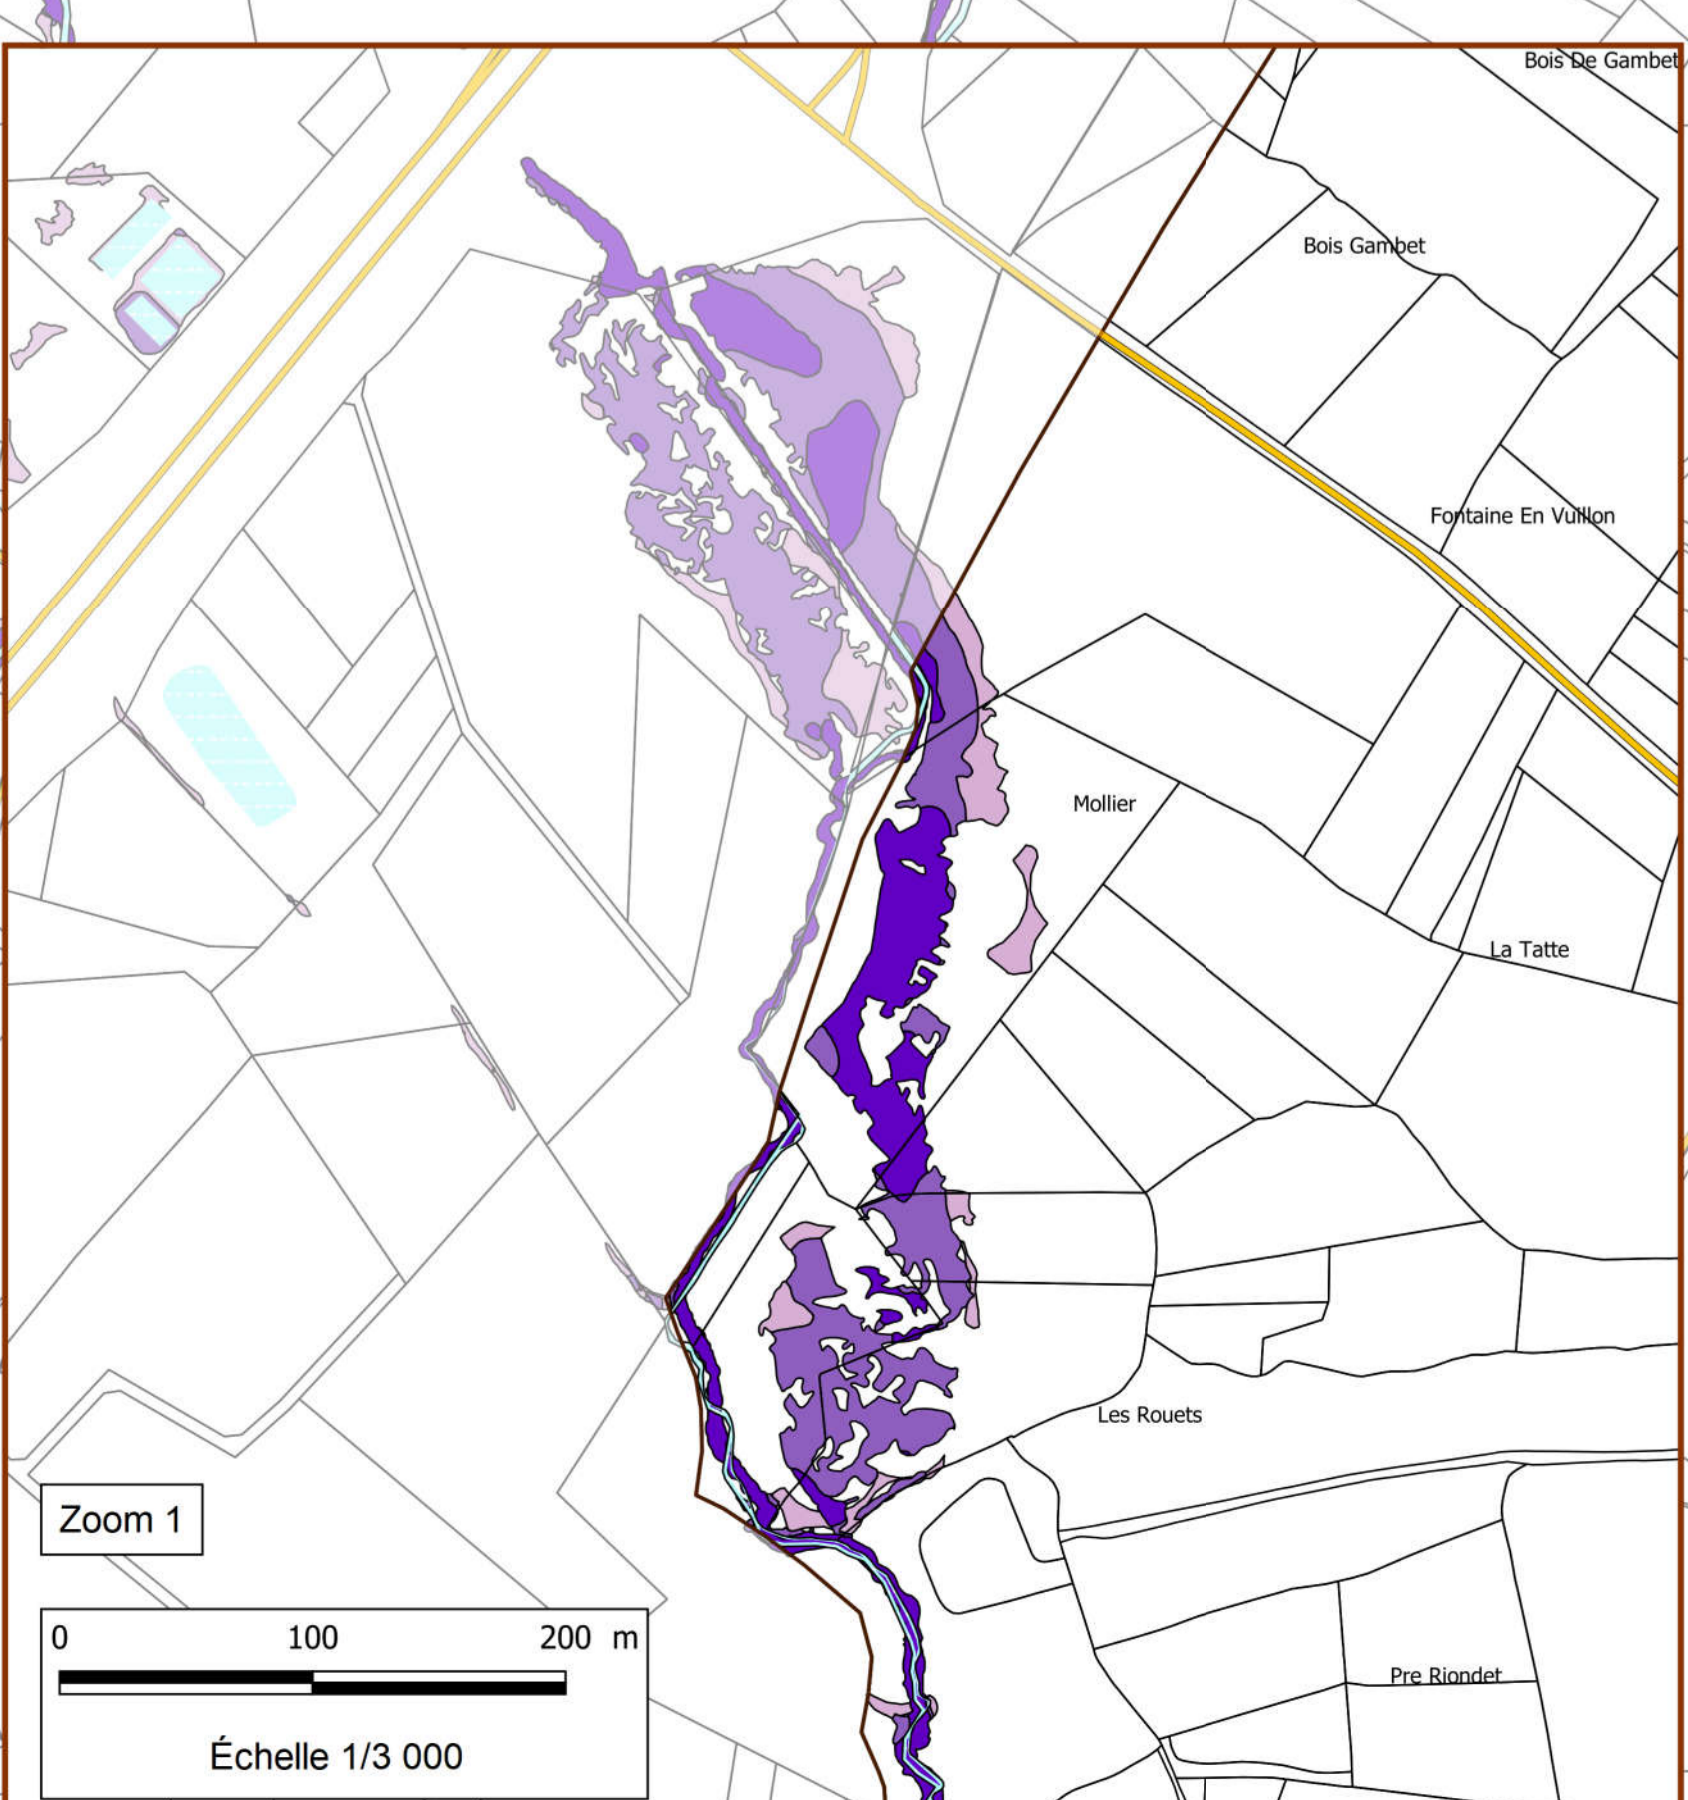 Bois De Gambet
Bois Gambet
Fontaine En Vuillon
Mollier
La Tatte
Les Rouets
Zoom 1
0 100 200 m
Pre Riondet
Échelle 1/3 000